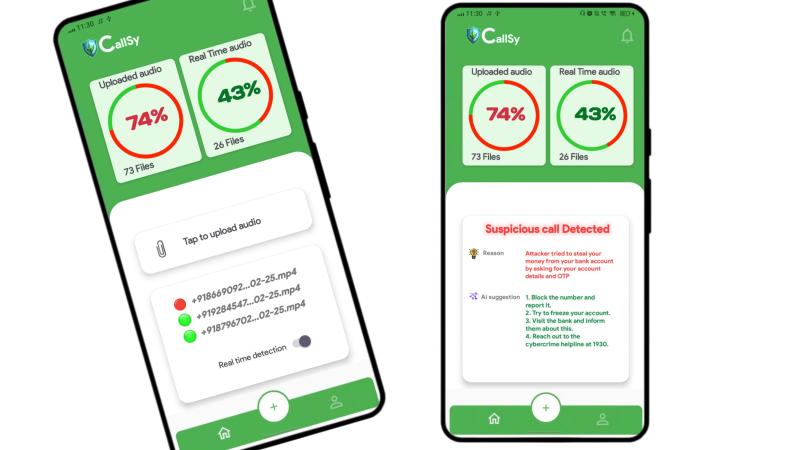 11:30
CallSy
Uploaded audio
Real Time audio
74%
43%
73 Files
26 Files
Tap to upload audio
+918669092...02-25.mp4
+919284547...02-25.mp4
+918796702...02-25.mp4
Real time detection
+
11:30
CallSy
Uploaded audio
Real Time audio
74%
43%
73 Files
26 Files
Suspicious call Detected
Reason
Attacker tried to steal your
money from your bank account
by asking for your account
details and OTP
Ai suggestion
1. Block the number and
report it.
2. Try to freeze your account.
3. Visit the bank and inform
them about this.
4. Reach out to the
cybercrime helpline at 1930.
+